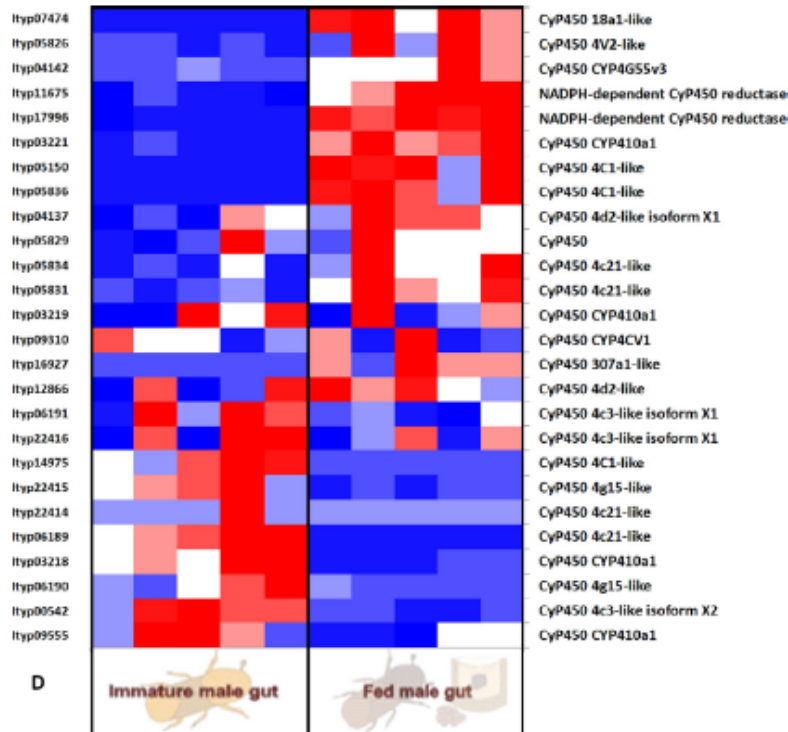 Ityp07474 CyP450 18a1-like
Ityp05826 CyP450 4V2-like
Ityp04142 CyP450 CYP4G55v3
Ityp11675 NADPH-dependent CyP450 reductase
Ityp17996 NADPH-dependent CyP450 reductase
Ityp03221 CyP450 CYP410a1
Ityp05150 CyP450 4C1-like
Ityp05836 CyP450 4C1-like
Ityp04137 CyP450 4d2-like isoform X1
Ityp05829 CyP450
Ityp05834 CyP450 4c21-like
Ityp05831 CyP450 4c21-like
Ityp03219 CyP450 CYP410a1
Ityp09310 CyP450 CYP4CV1
Ityp16927 CyP450 307a1-like
Ityp12866 CyP450 4d2-like
Ityp06191 CyP450 4c3-like isoform X1
Ityp22416 CyP450 4c3-like isoform X1
Ityp14975 CyP450 4C1-like
Ityp22415 CyP450 4g15-like
Ityp22414 CyP450 4c21-like
Ityp06189 CyP450 4c21-like
Ityp03218 CyP450 CYP410a1
Ityp06190 CyP450 4g15-like
Ityp00542 CyP450 4c3-like isoform X2
Ityp09555 CyP450 CYP410a1
D Immature male gut Fed male gut